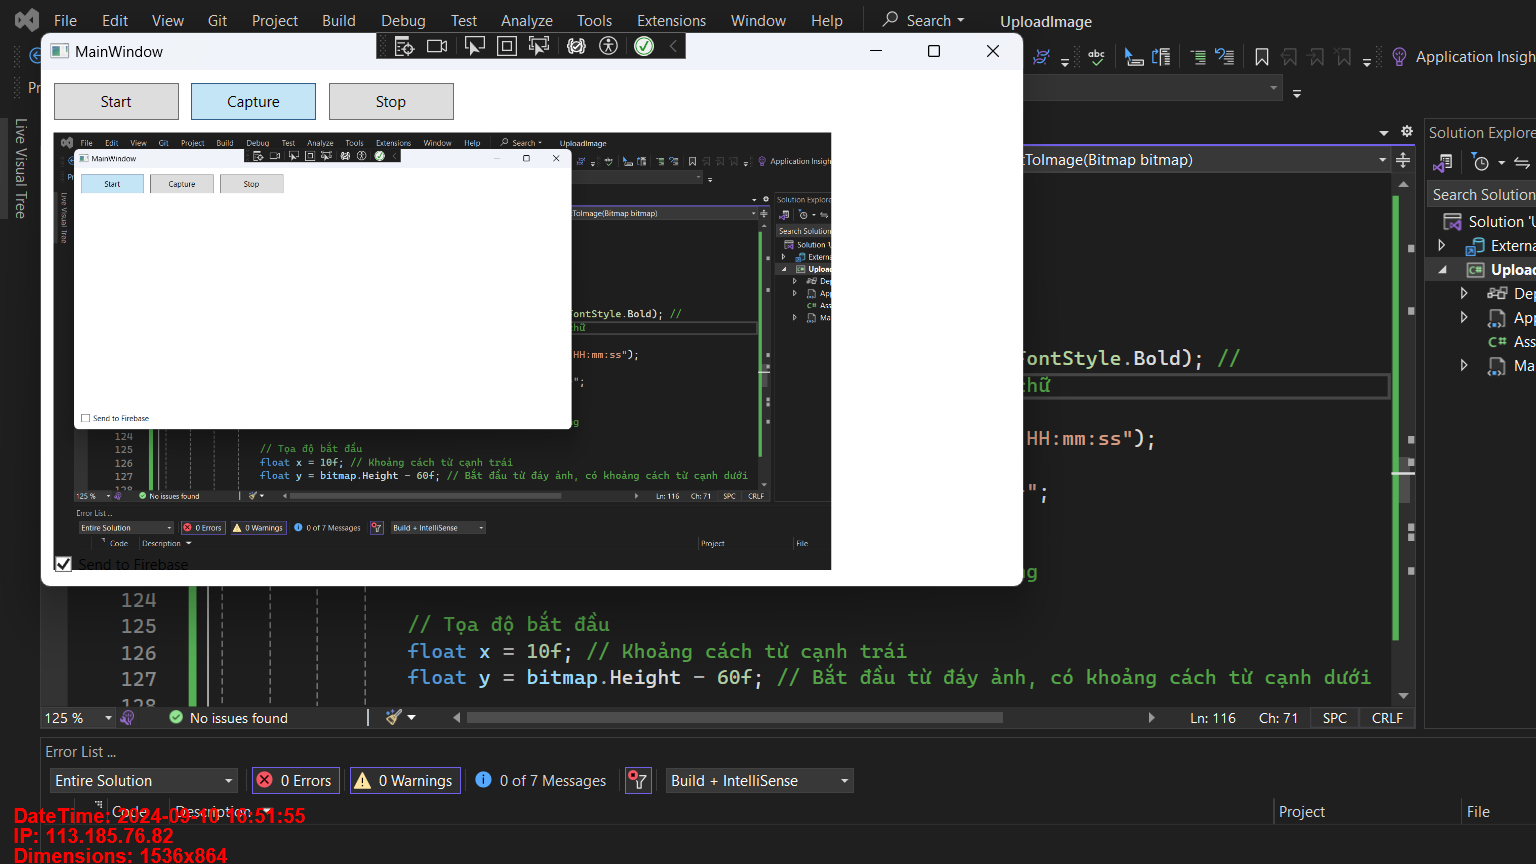 File Edit View Git Project Build Debug Test Analyze Tools Extensions Window Help Search UploadImage
MainWindow
Application Insigh
Start Capture Stop
Live Visual Tree
File Edit View Git Project Build Debug Test Analyze Tools Extensions Window Help Search UploadImage
MainWindow
Application Insigh
Start Capture Stop
Live Visual Tree
Solution Explore
ToImage(Bitmap bitmap)
Search Solution
Solution 'U
Externa
Uploa
De
App
Ass
Ma
FontStyle.Bold); //
chữ
HH:mm:ss");
";
Send to Firebase
ng
124
125 // Tọa độ bắt đầu
126 float x = 10f; // Khoảng cách từ cạnh trái
127 float y = bitmap.Height - 60f; // Bắt đầu từ đáy ảnh, có khoảng cách từ cạnh dưới
128
125 % No issues found Ln: 116 Ch: 71 SPC CRLF
Error List ...
Entire Solution 0 Errors 0 Warnings 0 of 7 Messages Build + IntelliSense
Code Description Project File
Send to Firebase
Solution Explore
ToImage(Bitmap bitmap)
Search Solution
Solution 'U
Externa
Uploa
Dep
App
Ass
Ma
FontStyle.Bold); //
chữ
HH:mm:ss");
";
ng
124
125 // Tọa độ bắt đầu
126 float x = 10f; // Khoảng cách từ cạnh trái
127 float y = bitmap.Height - 60f; // Bắt đầu từ đáy ảnh, có khoảng cách từ cạnh dưới
128
125 % No issues found Ln: 116 Ch: 71 SPC CRLF
Error List ...
Entire Solution 0 Errors 0 Warnings 0 of 7 Messages Build + IntelliSense
Code Description Project File
DateTime: 2024-09-10 16:51:55
IP: 113.185.76.82
Dimensions: 1536x864